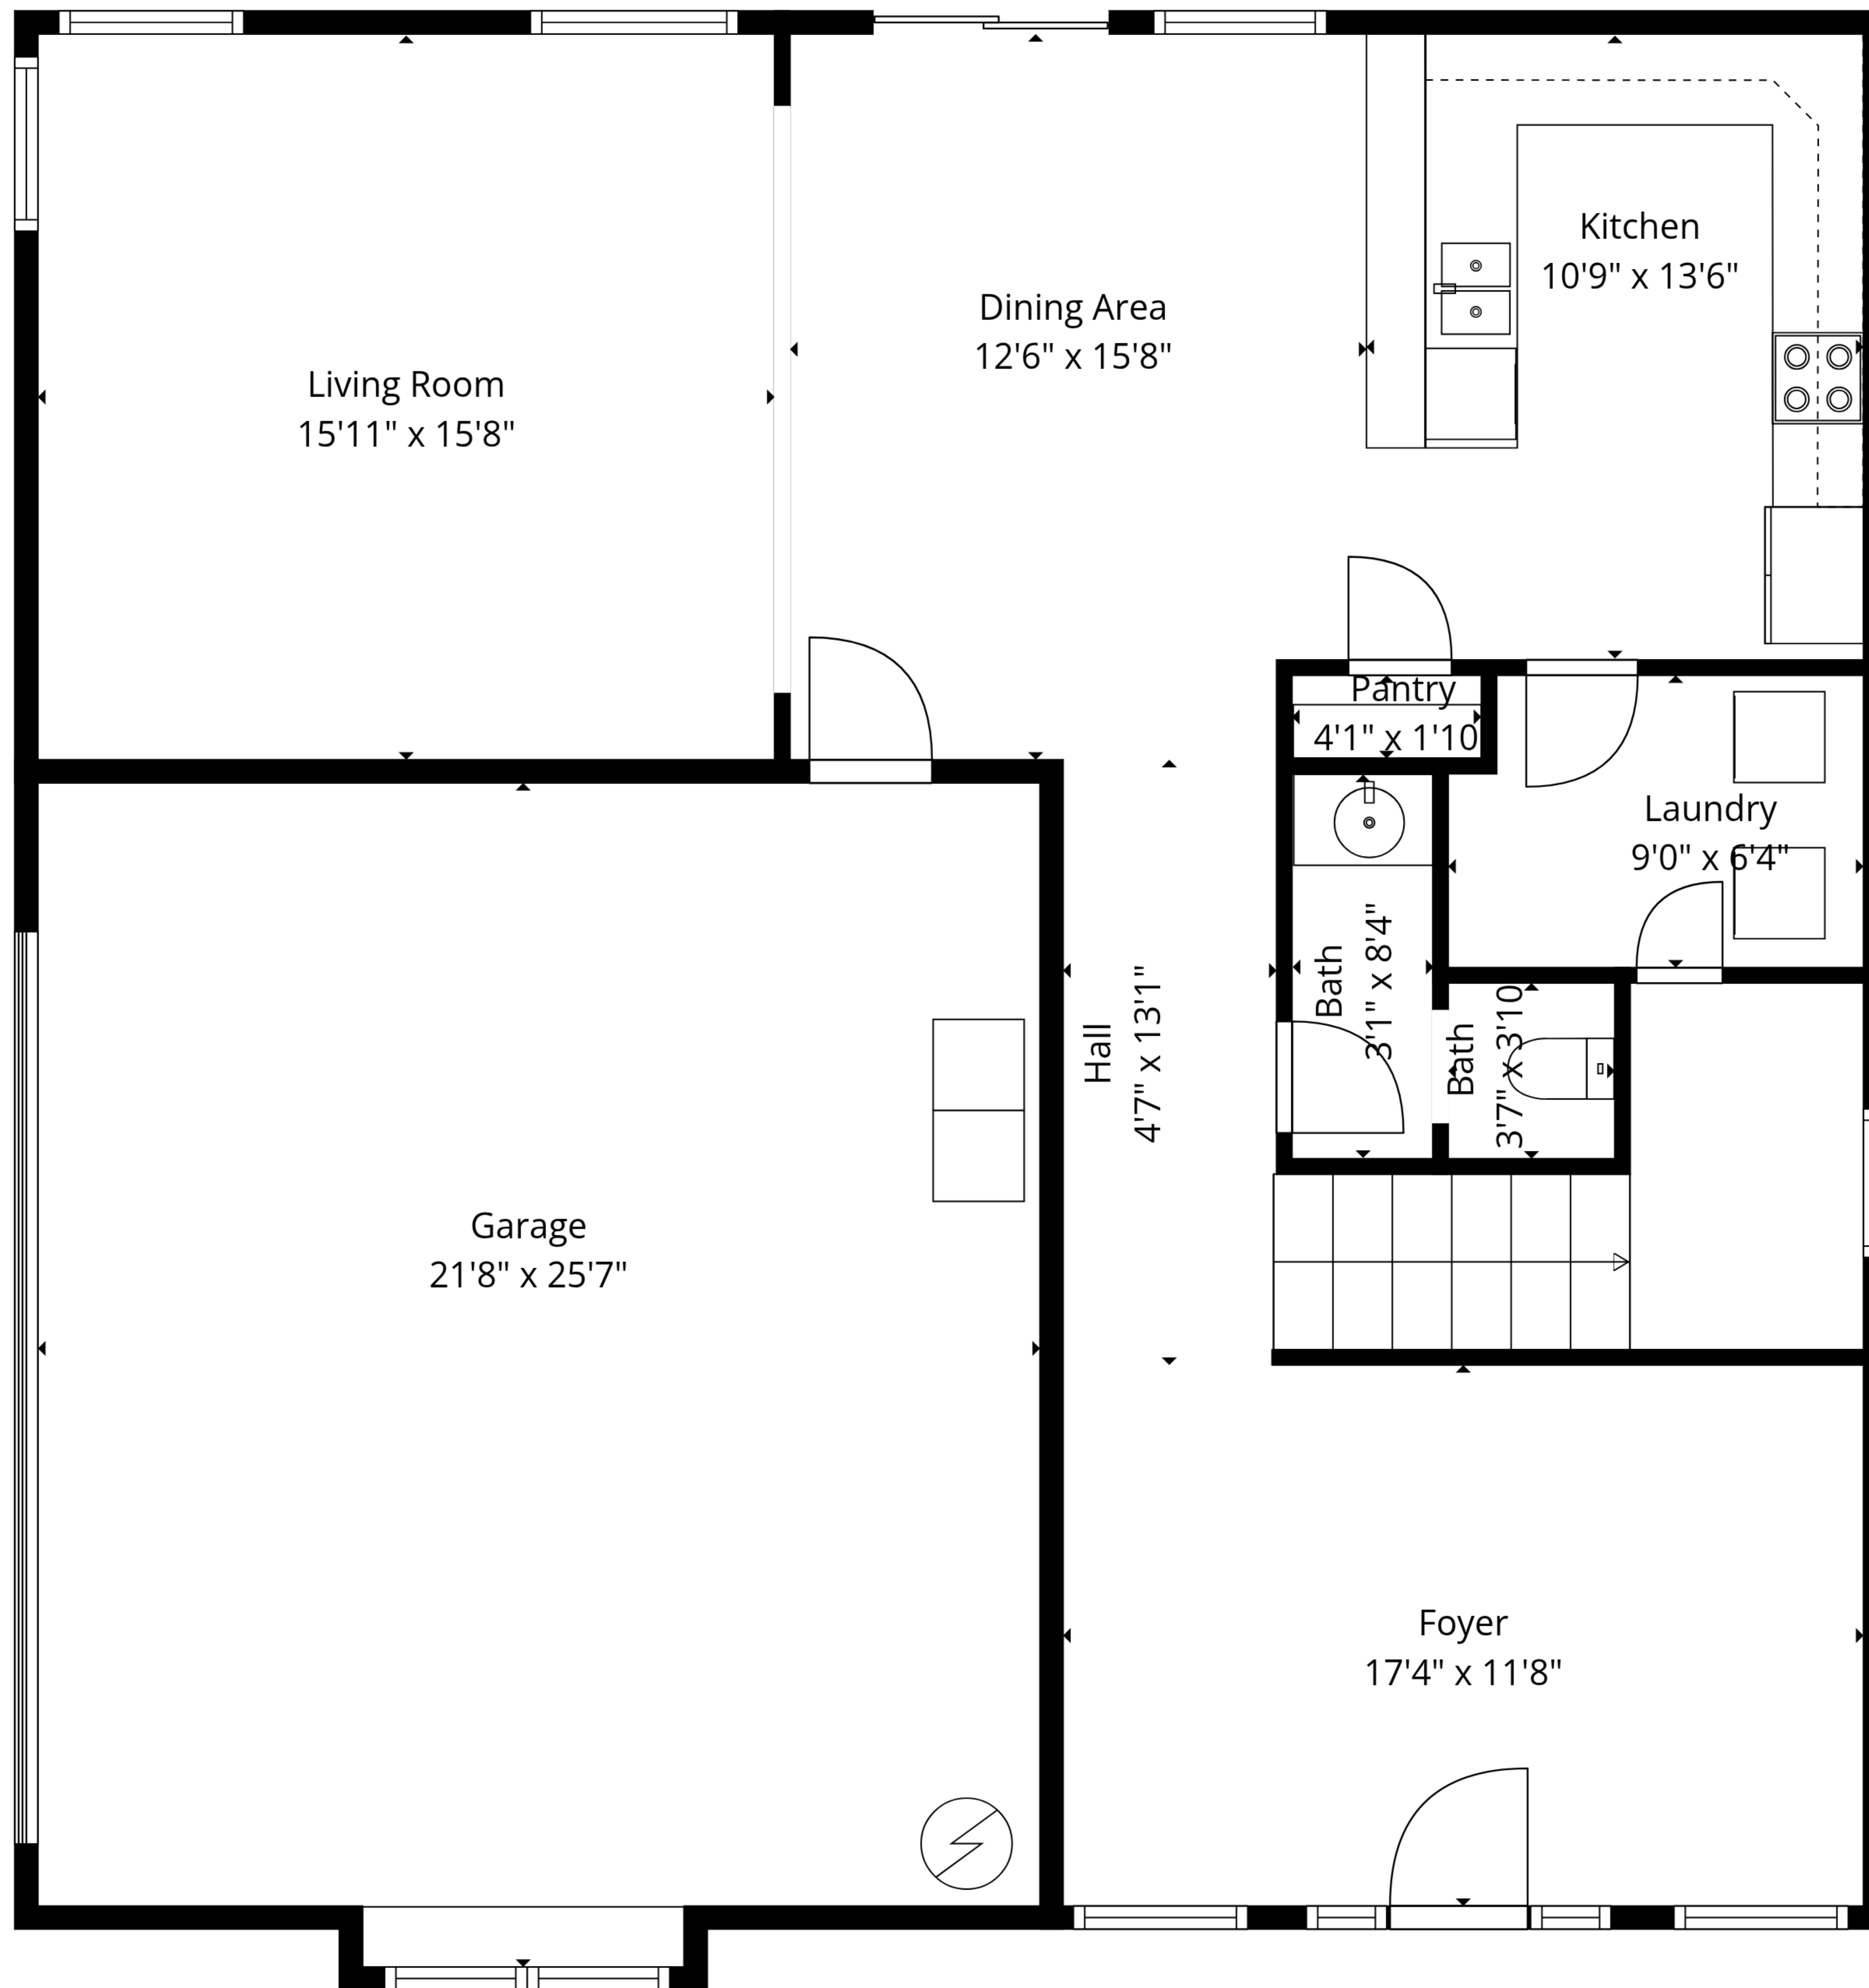 Kitchen
10'9" x 13'6"
Dining Area
12'6" x 15'8"
Living Room
15'11" x 15'8"
Pantry
4'1" x 1'10
Laundry
9'0" x 6'4"
Bath
3'1" x 8'4"
Bath
3'7" x 3'10
Hall
4'7" x 13'1"
Garage
21'8" x 25'7"
Foyer
17'4" x 11'8"